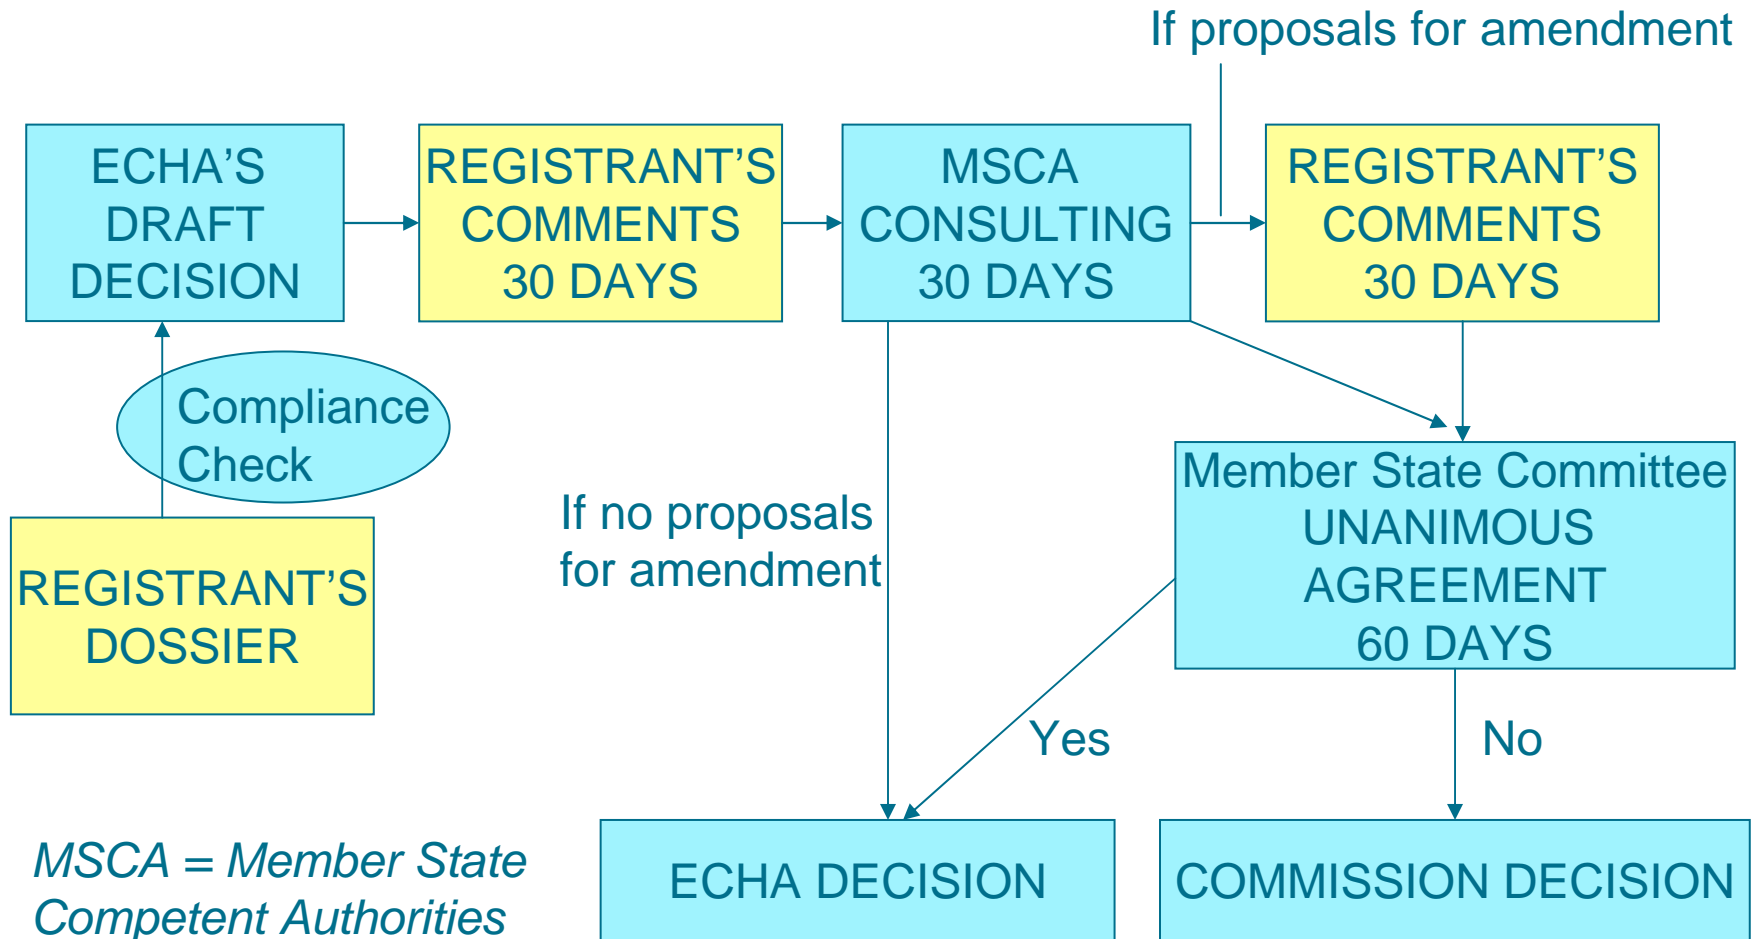 If proposals for amendment
ECHA'S
DRAFT
DECISION
REGISTRANT'S
COMMENTS
30 DAYS
MSCA
CONSULTING
30 DAYS
REGISTRANT'S
COMMENTS
30 DAYS
Compliance
Check
Member State Committee
UNANIMOUS
AGREEMENT
60 DAYS
If no proposals
for amendment
REGISTRANT'S
DOSSIER
Yes
No
MSCA = Member State
Competent Authorities
ECHA DECISION
COMMISSION DECISION